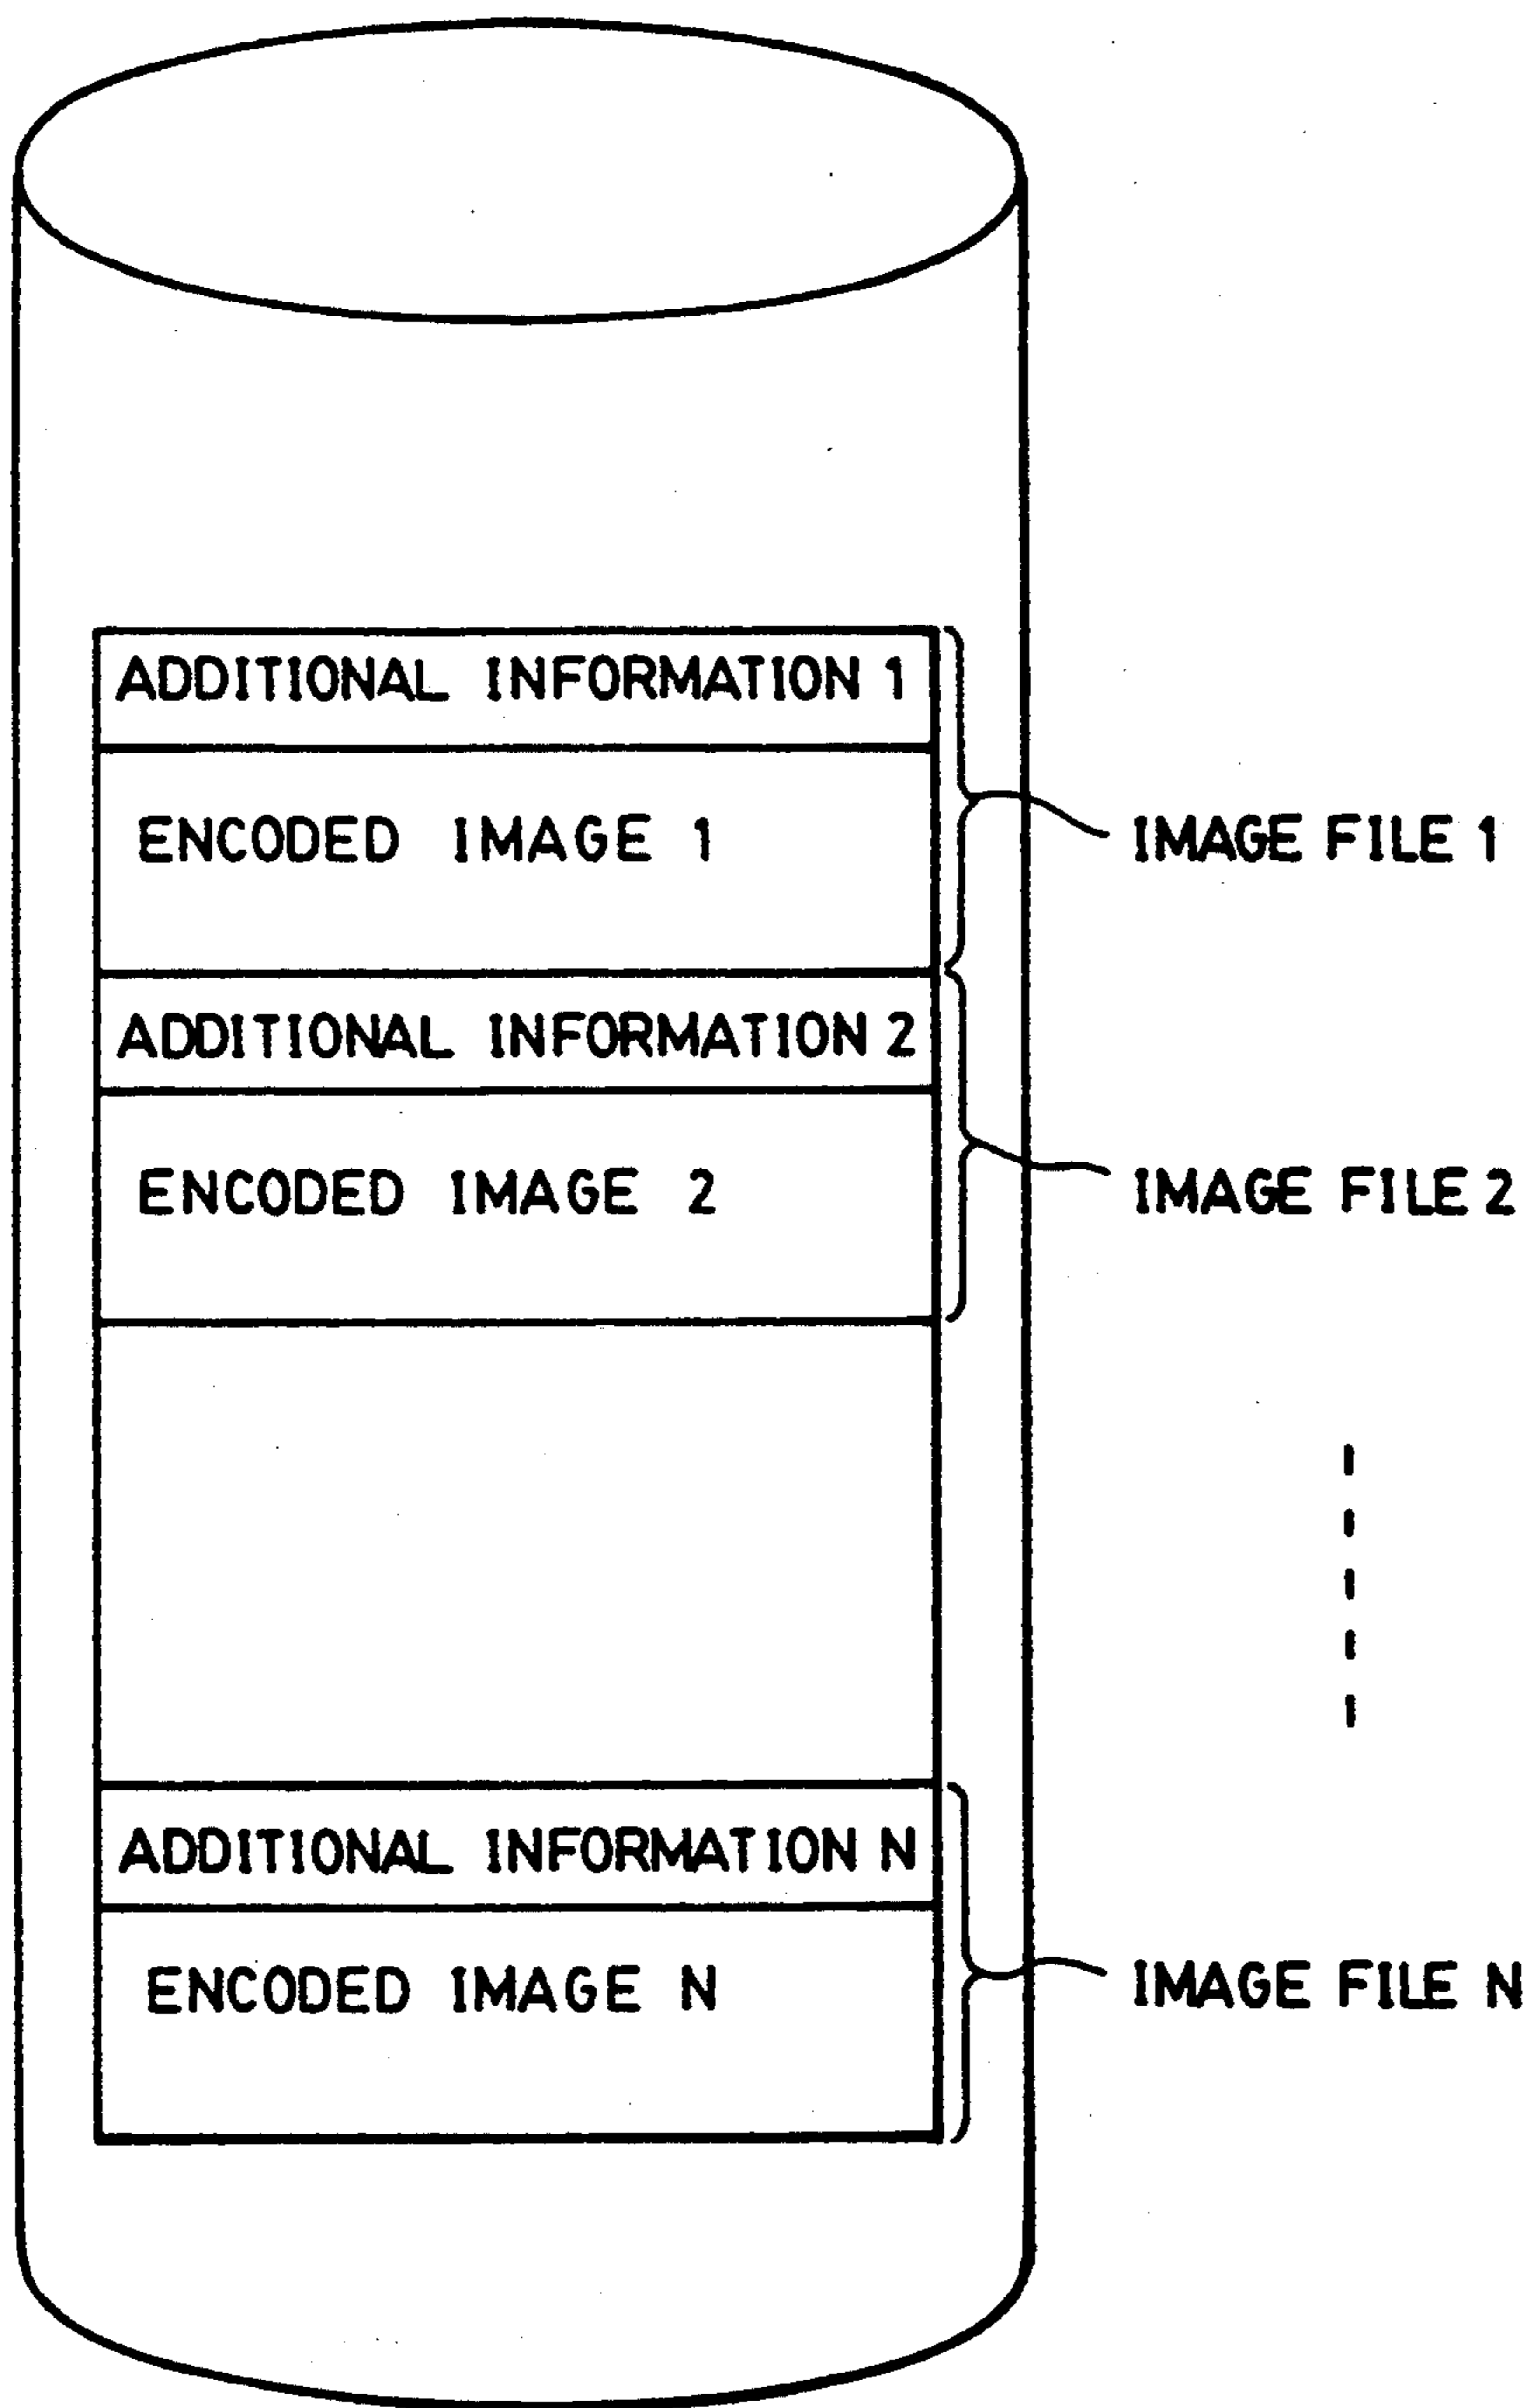 ADDITIONAL INFORMATION 1
ENCODED IMAGE 1
IMAGE FILE 1
ADDITIONAL INFORMATION 2
ENCODED IMAGE 2
IMAGE FILE 2
ADDITIONAL INFORMATION N
ENCODED IMAGE N
IMAGE FILE N